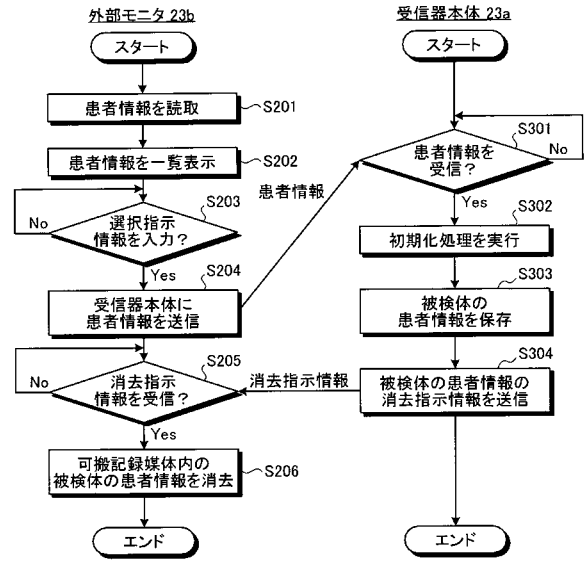 外部モニタ 23b
スタート
患者情報を読取
S201
患者情報を一覧表示
S202
S203
選択指示
情報を入力？
No
Yes
S204
受信器本体に
患者情報を送信
患者情報
S205
消去指示
情報を受信？
No
Yes
可搬記録媒体内の
被検体の患者情報を消去
S206
エンド
受信器本体 23a
スタート
S301
患者情報を
受信？
No
Yes
S302
初期化処理を実行
S303
被検体の
患者情報を保存
S304
被検体の患者情報の
消去指示情報を送信
消去指示情報
エンド